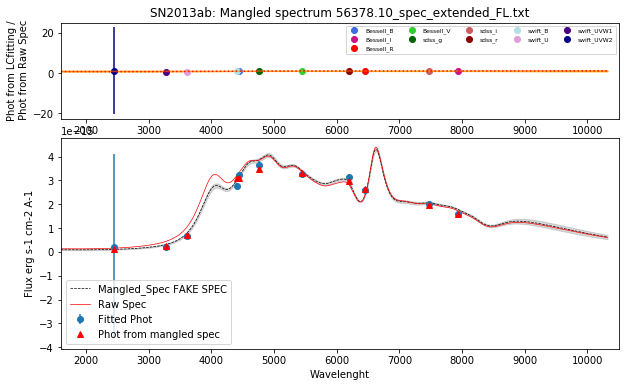 SN2013ab: Mangled spectrum 56378.10_spec_extended_FL.txt
Phot from LCfitting /
Phot from Raw Spec
20
0
−20
Bessell_B
Bessell_I
Bessell_R
Bessell_V
sdss_g
sdss_i
sdss_r
swift_B
swift_U
swift_UVW1
swift_UVW2
2000 3000 4000 5000 6000 7000 8000 9000 10000
1e−15
Flux erg s-1 cm-2 A-1
4
3
2
1
0
−1
−2
−3
−4
Mangled_Spec FAKE SPEC
Raw Spec
Fitted Phot
Phot from mangled spec
2000 3000 4000 5000 6000 7000 8000 9000 10000
Wavelenght